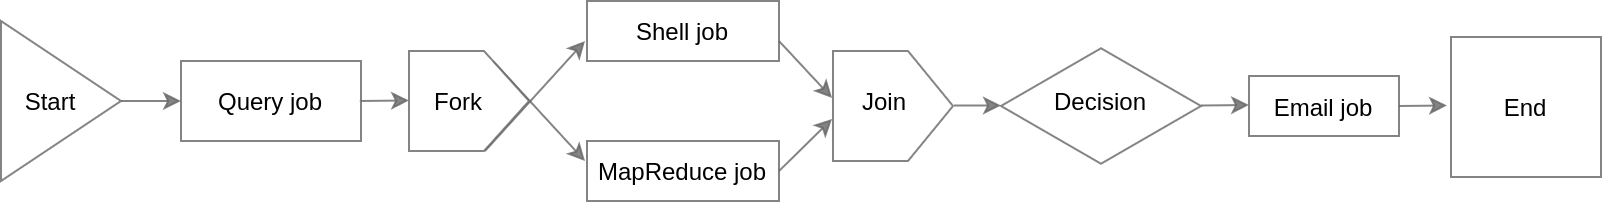 Start
Query job
Fork
Shell job
MapReduce job
Join
Decision
Email job
End